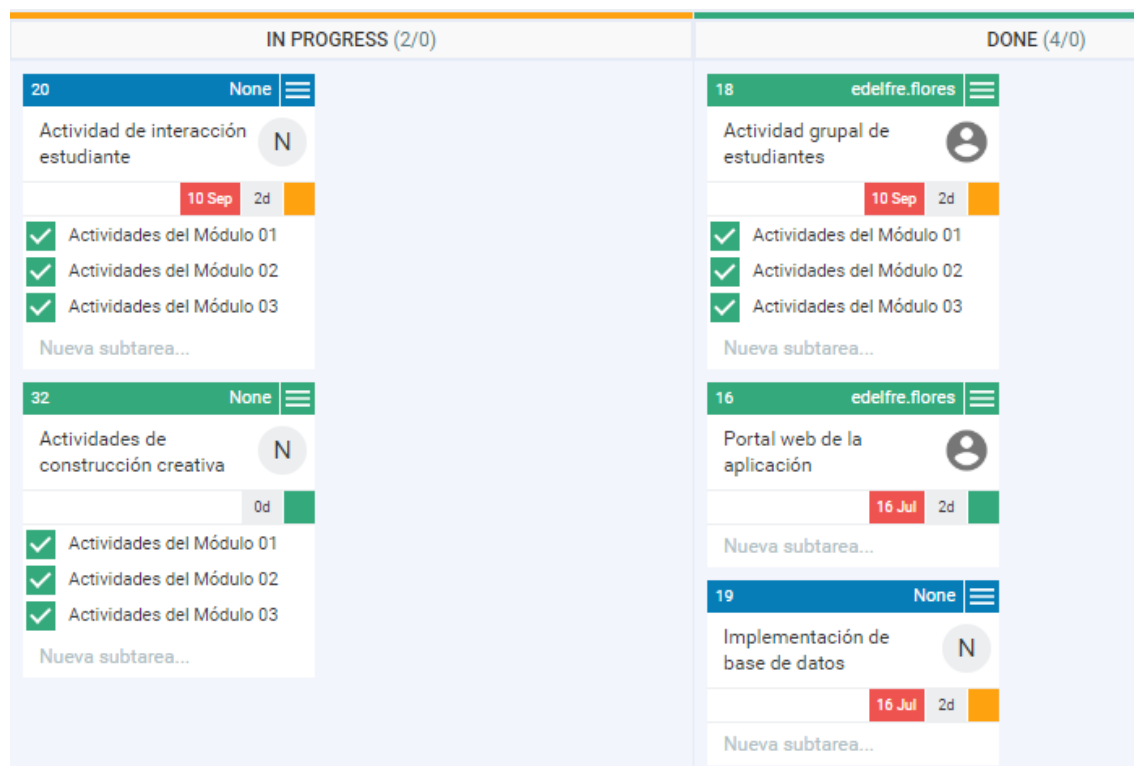 IN PROGRESS (2/0)
20 None
Actividad de interacción
estudiante
N
10 Sep 2d
Actividades del Módulo 01
Actividades del Módulo 02
Actividades del Módulo 03
Nueva subtarea...
32 None
Actividades de
construcción creativa
N
0d
Actividades del Módulo 01
Actividades del Módulo 02
Actividades del Módulo 03
Nueva subtarea...
DONE (4/0)
18 edelfre.flores
Actividad grupal de
estudiantes
10 Sep 2d
Actividades del Módulo 01
Actividades del Módulo 02
Actividades del Módulo 03
Nueva subtarea...
16 edelfre.flores
Portal web de la
aplicación
16 Jul 2d
Nueva subtarea...
19 None
Implementación de
base de datos
N
16 Jul 2d
Nueva subtarea...